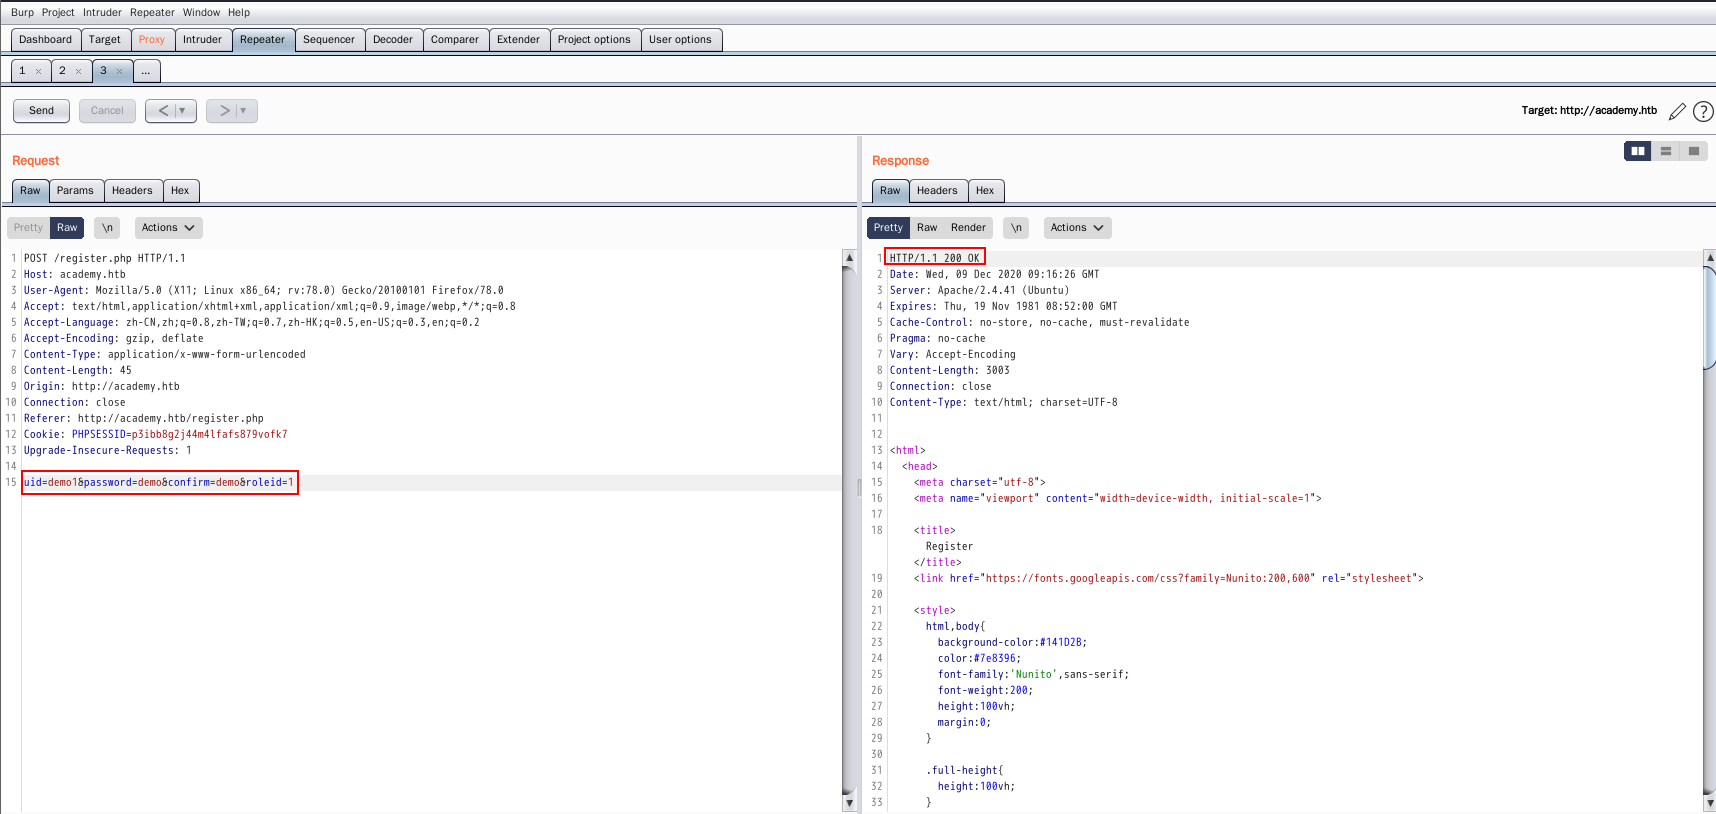 Burp Project Intruder Repeater Window Help
Dashboard Target Proxy Intruder Repeater Sequencer Decoder Comparer Extender Project options User options
1 × 2 × 3 × ...
Send Cancel < ▼ > ▼ Target: http://academy.htb ?
Request
Raw Params Headers Hex
Pretty Raw \n Actions
1 POST /register.php HTTP/1.1
2 Host: academy.htb
3 User-Agent: Mozilla/5.0 (X11; Linux x86_64; rv:78.0) Gecko/20100101 Firefox/78.0
4 Accept: text/html,application/xhtml+xml,application/xml;q=0.9,image/webp,*/*;q=0.8
5 Accept-Language: zh-CN,zh;q=0.8,zh-TW;q=0.7,zh-HK;q=0.5,en-US;q=0.3,en;q=0.2
6 Accept-Encoding: gzip, deflate
7 Content-Type: application/x-www-form-urlencoded
8 Content-Length: 45
9 Origin: http://academy.htb
10 Connection: close
11 Referer: http://academy.htb/register.php
12 Cookie: PHPSESSID=p3ibb8g2j44m4lfafs879vofk7
13 Upgrade-Insecure-Requests: 1
14
15 uid=demo1&password=demo&confirm=demo&roleid=1
Response
Raw Headers Hex
Pretty Raw Render \n Actions
1 HTTP/1.1 200 OK
2 Date: Wed, 09 Dec 2020 09:16:26 GMT
3 Server: Apache/2.4.41 (Ubuntu)
4 Expires: Thu, 19 Nov 1981 08:52:00 GMT
5 Cache-Control: no-store, no-cache, must-revalidate
6 Pragma: no-cache
7 Vary: Accept-Encoding
8 Content-Length: 3003
9 Connection: close
10 Content-Type: text/html; charset=UTF-8
11
12
13 <html>
14 <head>
15 <meta charset="utf-8">
16 <meta name="viewport" content="width=device-width, initial-scale=1">
17
18 <title>
Register
</title>
19 <link href="https://fonts.googleapis.com/css?family=Nunito:200,600" rel="stylesheet">
20
21 <style>
22 html,body{
23 background-color:#141D2B;
24 color:#7e8396;
25 font-family:'Nunito',sans-serif;
26 font-weight:200;
27 height:100vh;
28 margin:0;
29 }
30
31 .full-height{
32 height:100vh;
33 }